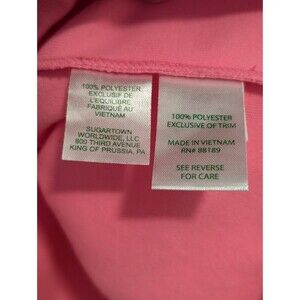 100% POLYESTER
EXCLUSIF DE
L'EQUILIBRE
FABRIQUÉ AU
VIETNAM
SUGARTOWN
WORLDWIDE, LLC
800 THIRD AVENUE
KING OF PRUSSIA, PA
100% POLYESTER
EXCLUSIVE OF TRIM
MADE IN VIETNAM
RN# 88189
SEE REVERSE
FOR CARE